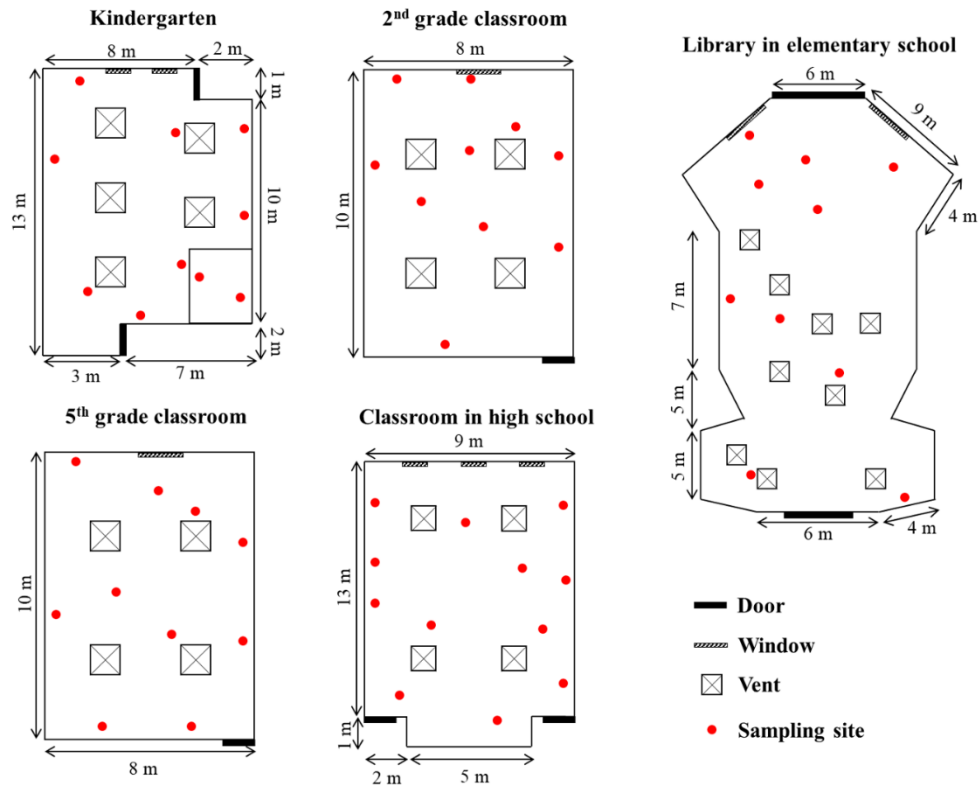 Kindergarten
8 m
2 m
1 m
13 m
10 m
2 m
3 m
7 m
2nd grade classroom
8 m
10 m
Library in elementary school
6 m
9 m
4 m
7 m
5 m
5 m
6 m
4 m
5th grade classroom
10 m
8 m
Classroom in high school
9 m
13 m
1 m
2 m
5 m
Door
Window
Vent
Sampling site